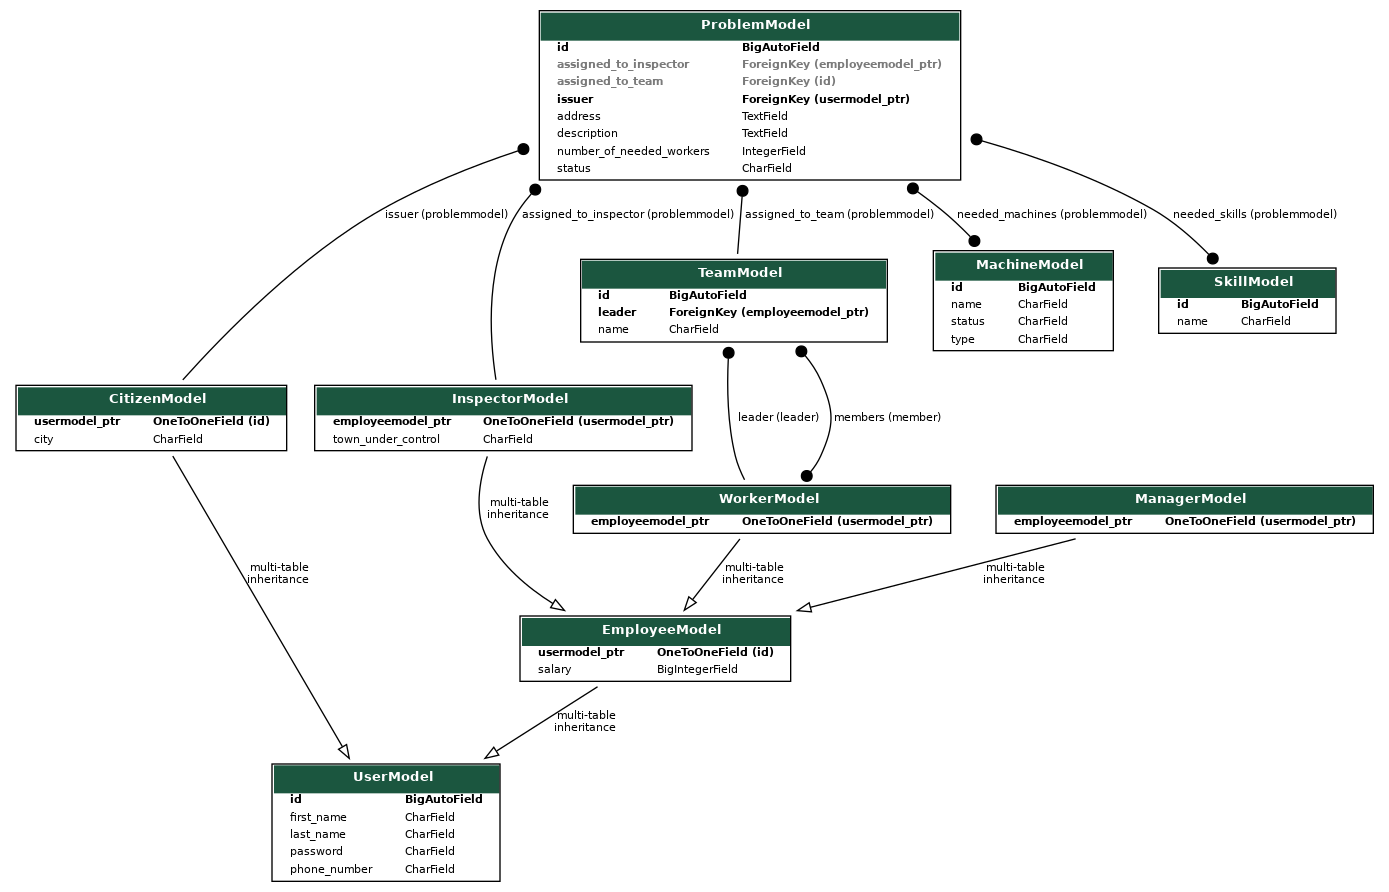 ProblemModel
id BigAutoField
assigned_to_inspector ForeignKey (employeemodel_ptr)
assigned_to_team ForeignKey (id)
issuer ForeignKey (usermodel_ptr)
address TextField
description TextField
number_of_needed_workers IntegerField
status CharField
issuer (problemmodel)
assigned_to_inspector (problemmodel)
assigned_to_team (problemmodel)
needed_machines (problemmodel)
needed_skills (problemmodel)
TeamModel
id BigAutoField
leader ForeignKey (employeemodel_ptr)
name CharField
MachineModel
id BigAutoField
name CharField
status CharField
type CharField
SkillModel
id BigAutoField
name CharField
CitizenModel
usermodel_ptr OneToOneField (id)
city CharField
InspectorModel
employeemodel_ptr OneToOneField (usermodel_ptr)
town_under_control CharField
leader (leader)
members (member)
multi-table
inheritance
WorkerModel
employeemodel_ptr OneToOneField (usermodel_ptr)
ManagerModel
employeemodel_ptr OneToOneField (usermodel_ptr)
multi-table
inheritance
multi-table
inheritance
multi-table
inheritance
EmployeeModel
usermodel_ptr OneToOneField (id)
salary BigIntegerField
multi-table
inheritance
UserModel
id BigAutoField
first_name CharField
last_name CharField
password CharField
phone_number CharField